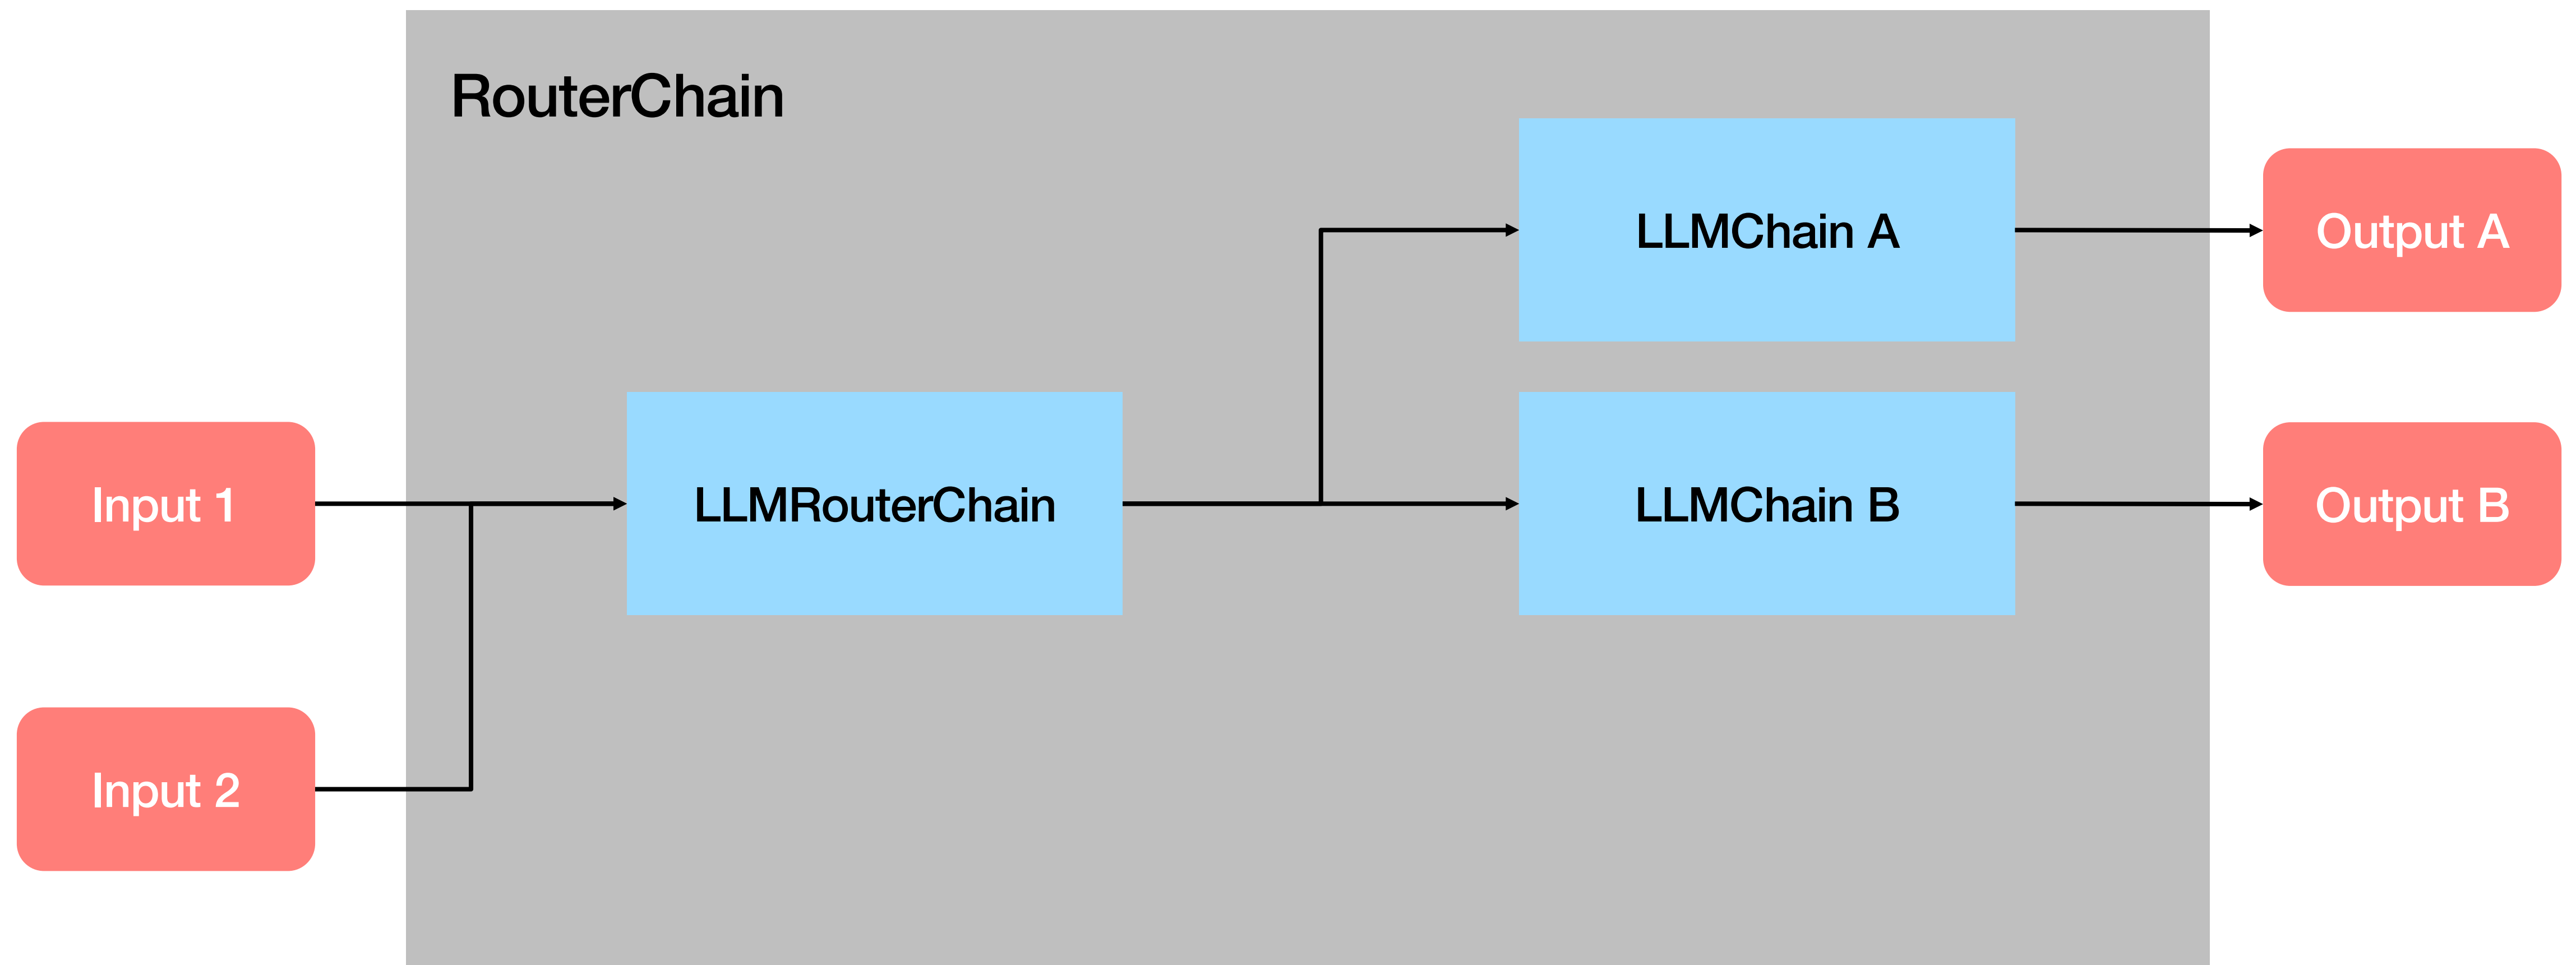 RouterChain
LLMChain A
Output A
Input 1
LLMRouterChain
LLMChain B
Output B
Input 2